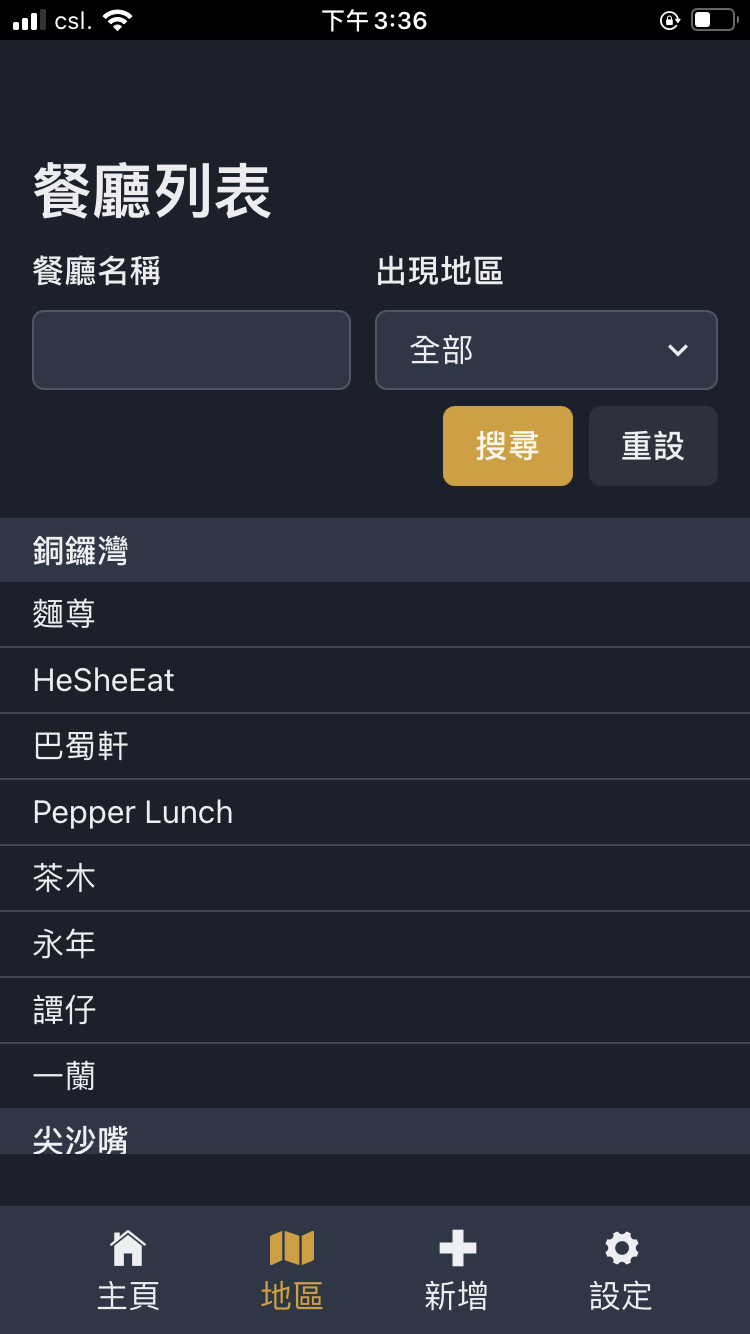 csl. 下午3:36
餐廳列表
餐廳名稱 出現地區
全部
搜尋 重設
銅鑼灣
麵尊
HeSheEat
巴蜀軒
Pepper Lunch
茶木
永年
譚仔
一蘭
尖沙嘴
主頁 地區 新增 設定